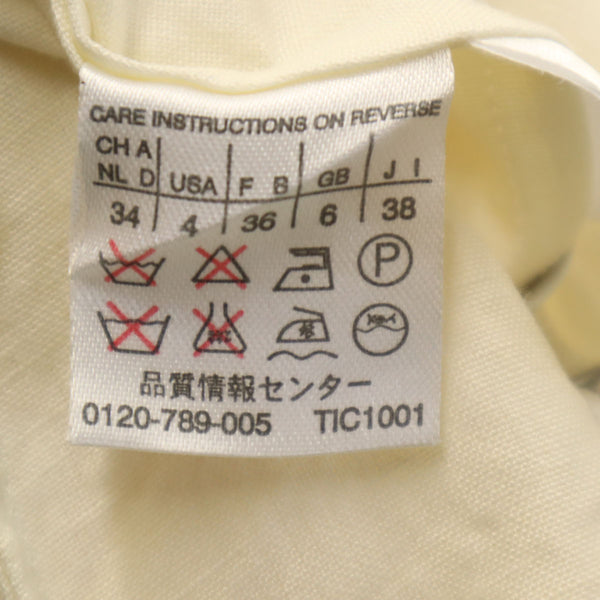 CARE INSTRUCTIONS ON REVERSE
CH A
NL D USA F B GB J I
34 4 36 6 38
P
品質情報センター
0120-789-005 TIC1001